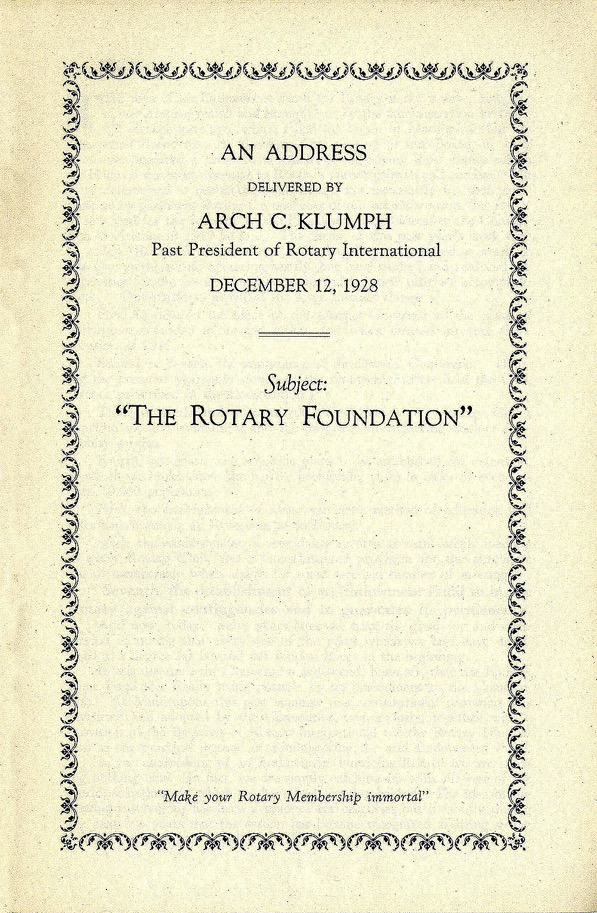 AN ADDRESS
DELIVERED BY
ARCH C. KLUMPH
Past President of Rotary International
DECEMBER 12, 1928
Subject:
“THE ROTARY FOUNDATION”
“Make your Rotary Membership immortal”